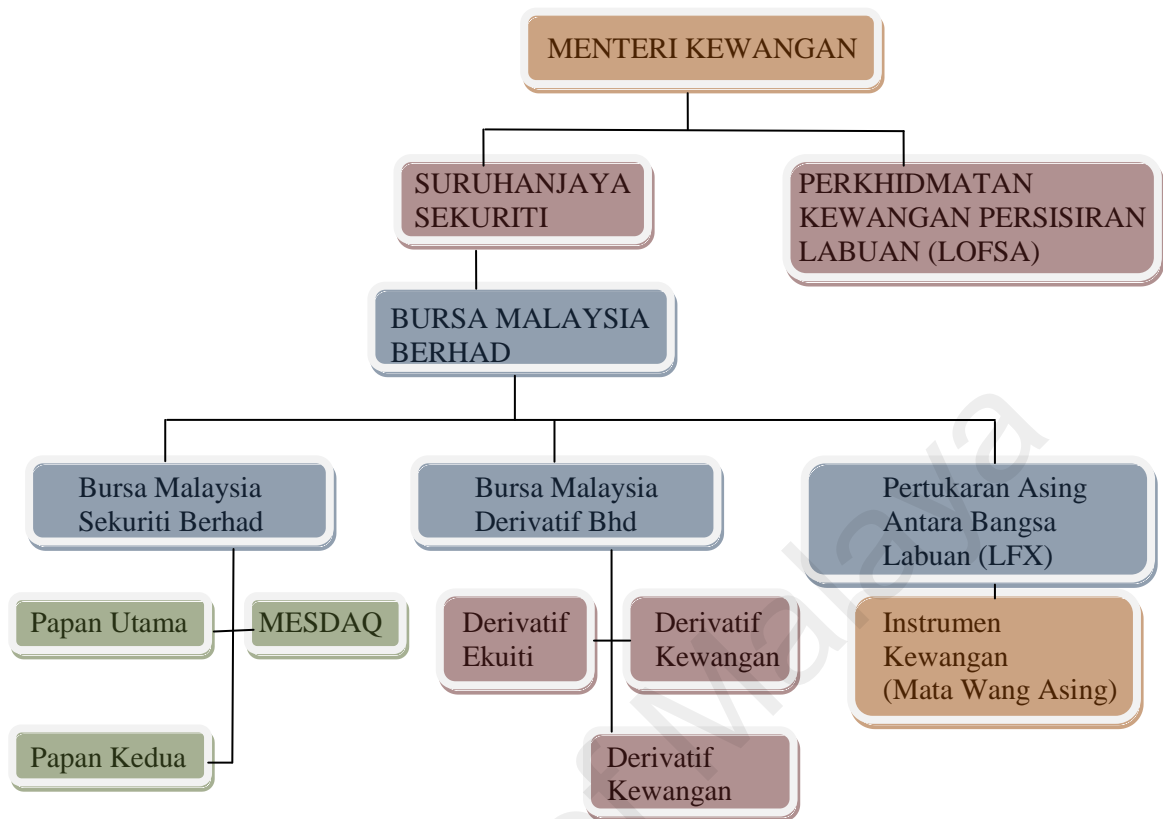 MENTERI KEWANGAN
SURUHANJAYA
SEKURITI
PERKHIDMATAN
KEWANGAN PERSISIRAN
LABUAN (LOFSA)
BURSA MALAYSIA
BERHAD
Bursa Malaysia
Sekuriti Berhad
Bursa Malaysia
Derivatif Bhd
Pertukaran Asing
Antara Bangsa
Labuan (LFX)
Papan Utama
MESDAQ
Derivatif
Ekuiti
Derivatif
Kewangan
Instrumen
Kewangan
(Mata Wang Asing)
Papan Kedua
Derivatif
Kewangan
of Malaya